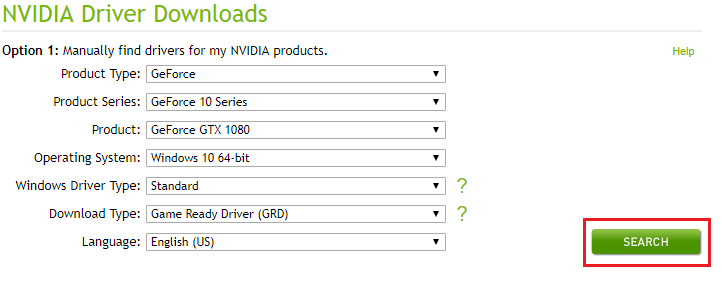 NVIDIA Driver Downloads
Option 1: Manually find drivers for my NVIDIA products. Help
Product Type: GeForce
Product Series: GeForce 10 Series
Product: GeForce GTX 1080
Operating System: Windows 10 64-bit
Windows Driver Type: Standard ?
Download Type: Game Ready Driver (GRD) ?
Language: English (US)
SEARCH